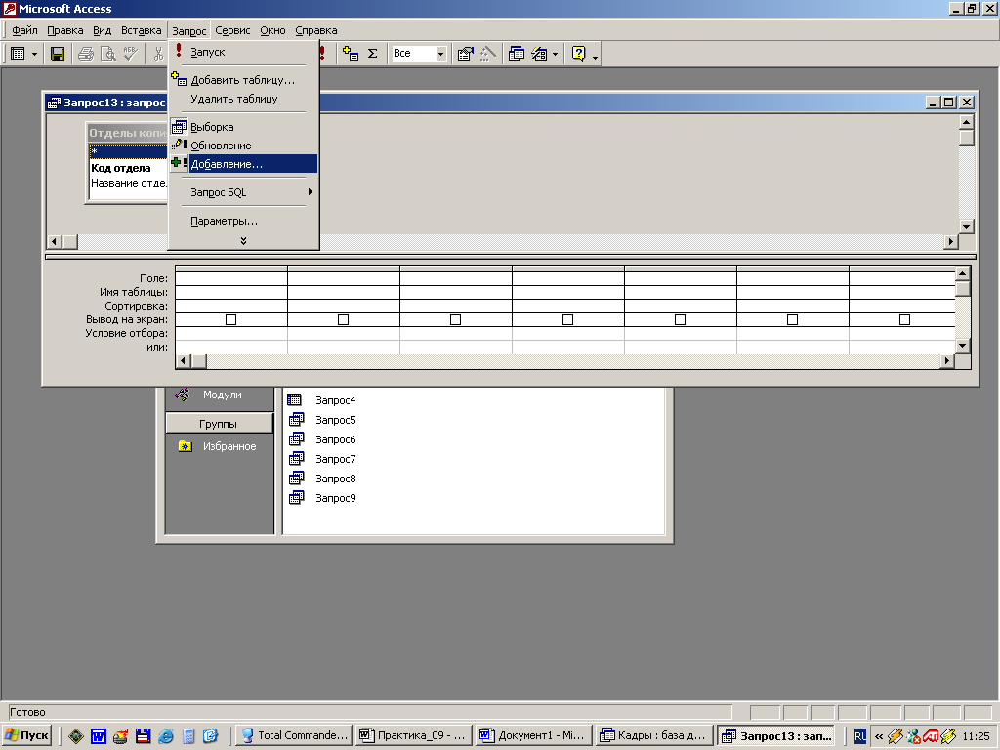 Microsoft Access
Файл Правка Вид Вставка Запрос Сервис Окно Справка
Все
Запуск
Добавить таблицу...
Удалить таблицу
Выборка
Обновление
Добавление...
Запрос SQL
Параметры...
Запрос13 : запрос
Отделы копи
*
Код отдела
Название отде.
Поле:
Имя таблицы:
Сортировка:
Вывод на экран:
Условие отбора:
или:
Модули
Группы
Избранное
Запрос4
Запрос5
Запрос6
Запрос7
Запрос8
Запрос9
Готово
Пуск Total Commande... Практика_09 - ... Документ1 - Mi... Кадры : база д... Запрос13 : зап... RU « 11:25